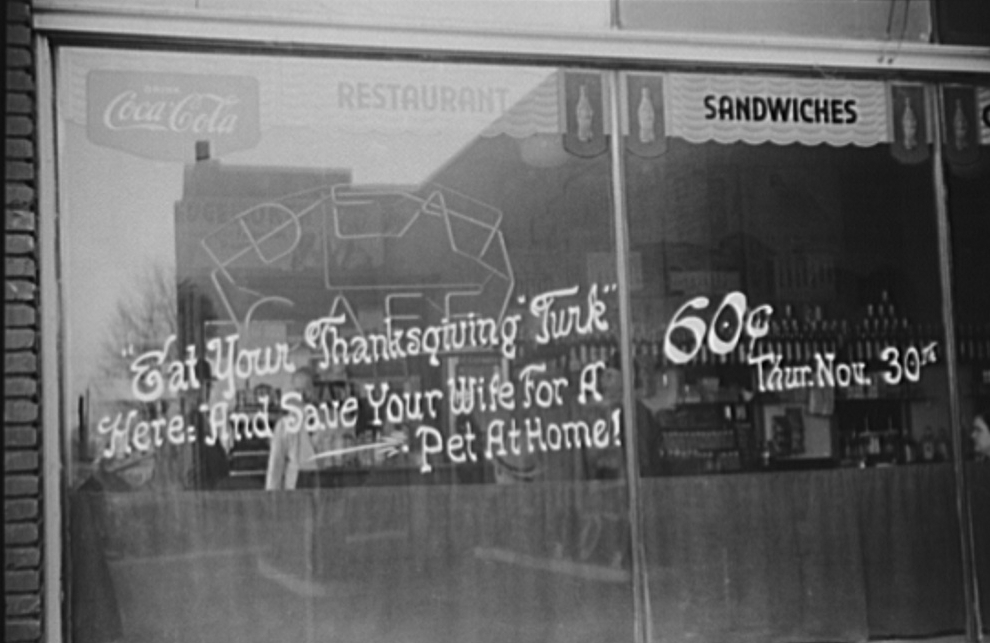 DRINK
Coca-Cola
RESTAURANT
SANDWICHES
CAFE
"Eat Your Thanksgiving "Turk"
Here: And Save Your Wife For A
Pet At Home!
60¢
Thur. Nov. 30th